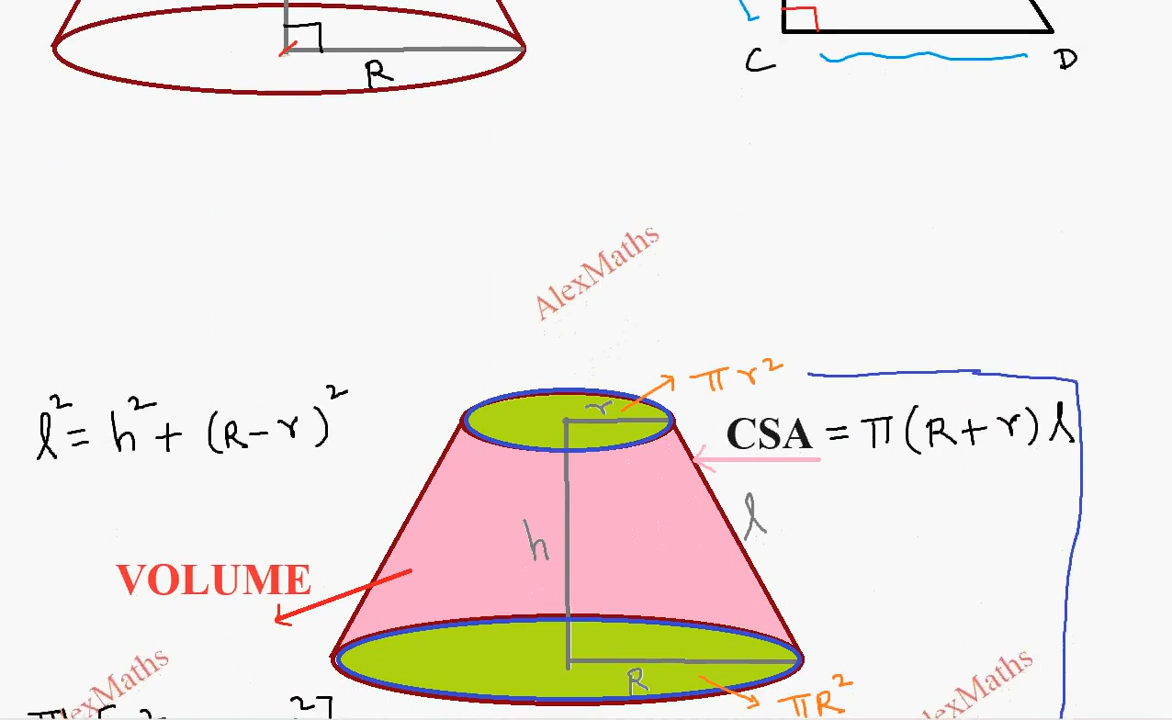 R
C D
AlexMaths
πr²
r
l² = h² + (R-r)²
CSA = π(R+r)l
l
h
VOLUME
AlexMaths
AlexMaths
R
πR²